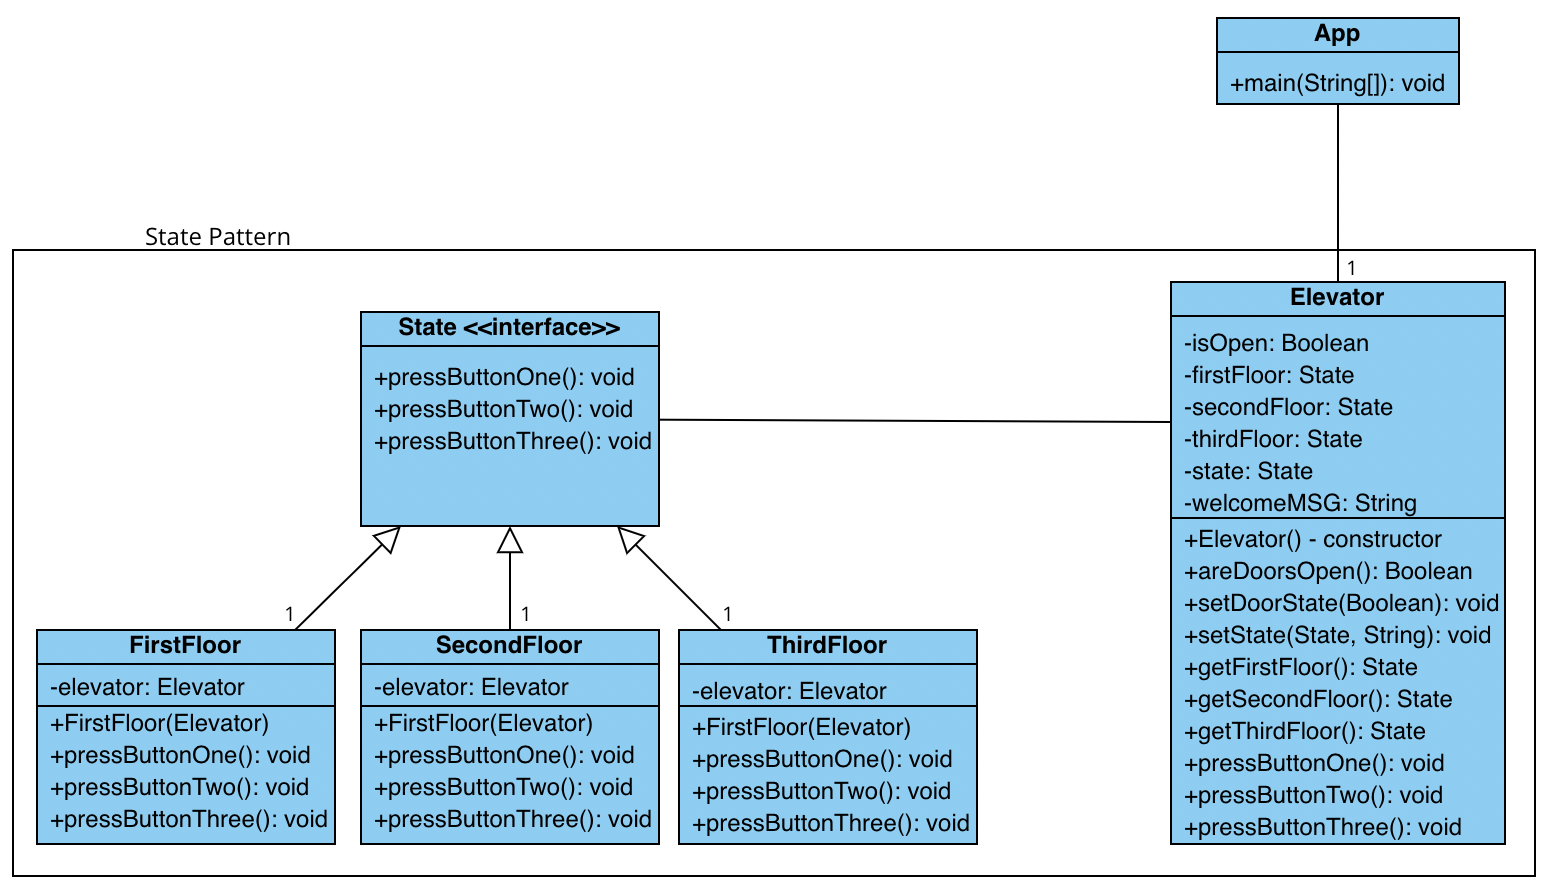 App
+main(String[]): void
State Pattern
1
Elevator
-isOpen: Boolean
-firstFloor: State
-secondFloor: State
-thirdFloor: State
-state: State
-welcomeMSG: String
+Elevator() - constructor
+areDoorsOpen(): Boolean
+setDoorState(Boolean): void
+setState(State, String): void
+getFirstFloor(): State
+getSecondFloor(): State
+getThirdFloor(): State
+pressButtonOne(): void
+pressButtonTwo(): void
+pressButtonThree(): void
State <<interface>>
+pressButtonOne(): void
+pressButtonTwo(): void
+pressButtonThree(): void
1
FirstFloor
-elevator: Elevator
+FirstFloor(Elevator)
+pressButtonOne(): void
+pressButtonTwo(): void
+pressButtonThree(): void
1
SecondFloor
-elevator: Elevator
+FirstFloor(Elevator)
+pressButtonOne(): void
+pressButtonTwo(): void
+pressButtonThree(): void
1
ThirdFloor
-elevator: Elevator
+FirstFloor(Elevator)
+pressButtonOne(): void
+pressButtonTwo(): void
+pressButtonThree(): void